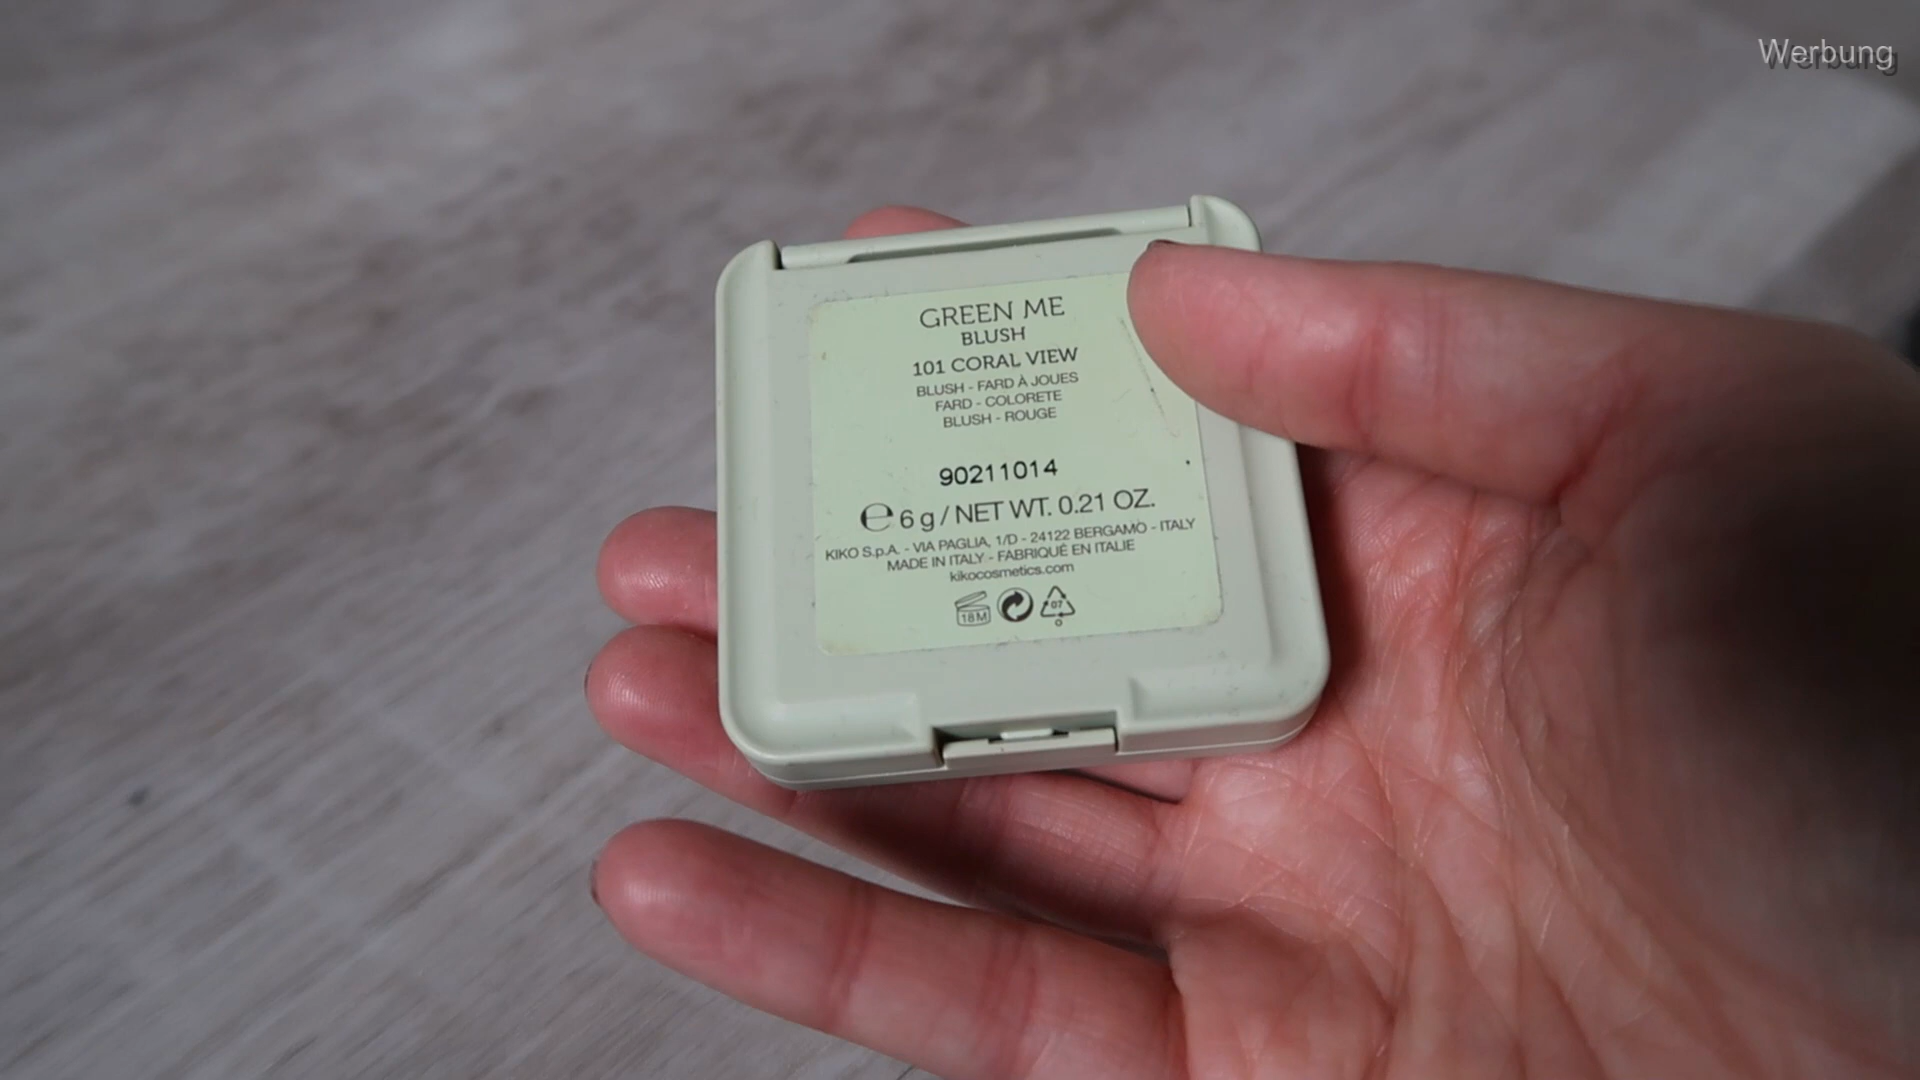 Werbung
GREEN ME
BLUSH
101 CORAL VIEW
BLUSH - FARD À JOUES
FARD - COLORETE
BLUSH - ROUGE
90211014
℮ 6 g / NET WT. 0.21 OZ.
KIKO S.p.A. - VIA PAGLIA, 1/D - 24122 BERGAMO - ITALY
MADE IN ITALY - FABRIQUÉ EN ITALIE
kikocosmetics.com
18M
07
O